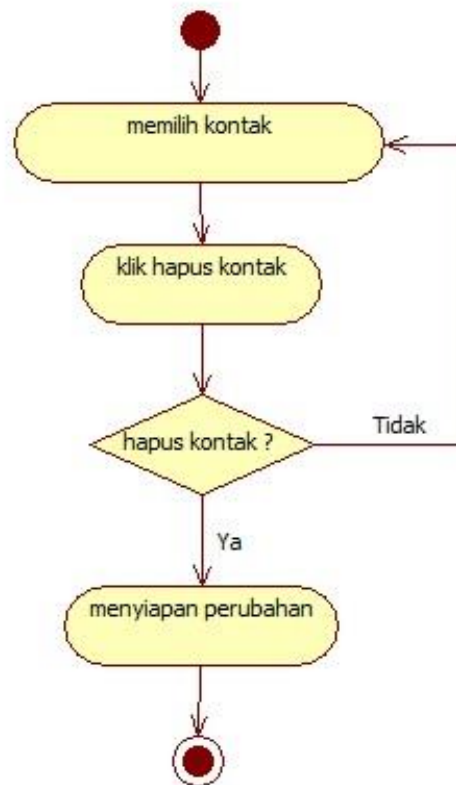 memilih kontak
klik hapus kontak
hapus kontak ?
Tidak
Ya
menyiapan perubahan